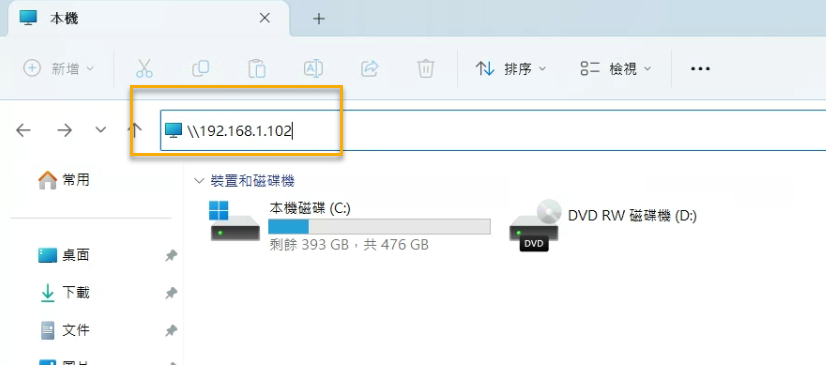 本機
新增
排序
檢視
\\192.168.1.102
常用
裝置和磁碟機
本機磁碟 (C:)
剩餘 393 GB，共 476 GB
DVD RW 磁碟機 (D:)
DVD
桌面
下載
文件
圖片